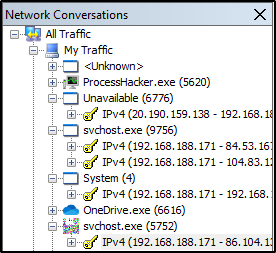 Network Conversations
All Traffic
My Traffic
<Unknown>
ProcessHacker.exe (5620)
Unavailable (6776)
IPv4 (20.190.159.138 - 192.168
svchost.exe (9756)
IPv4 (192.168.188.171 - 84.53.167
IPv4 (192.168.188.171 - 104.83.12
System (4)
IPv4 (192.168.188.171 - 192.168.1
OneDrive.exe (6616)
svchost.exe (5752)
IPv4 (192.168.188.171 - 86.104.13